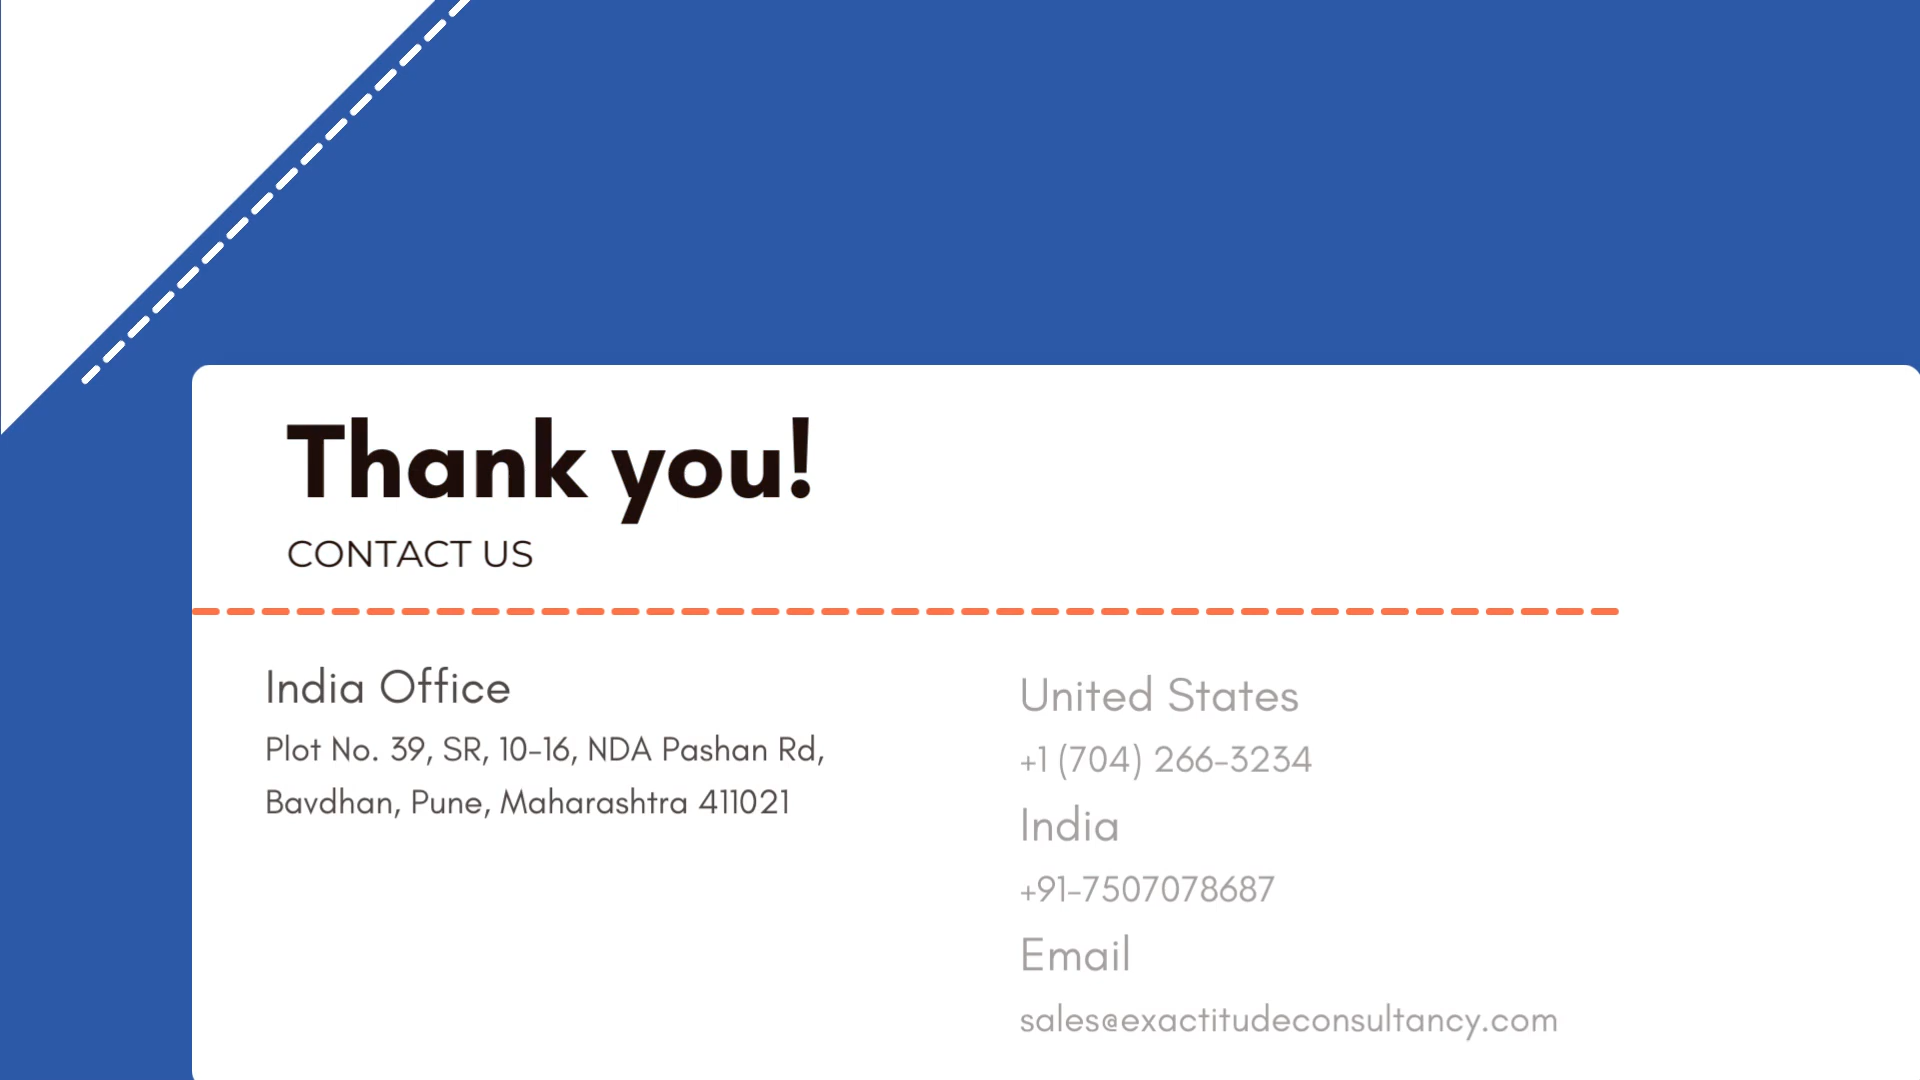 Thank you!
CONTACT US
India Office
Plot No. 39, SR, 10-16, NDA Pashan Rd,
Bavdhan, Pune, Maharashtra 411021
United States
+1 (704) 266-3234
India
+91-7507078687
Email
sales@exactitudeconsultancy.com